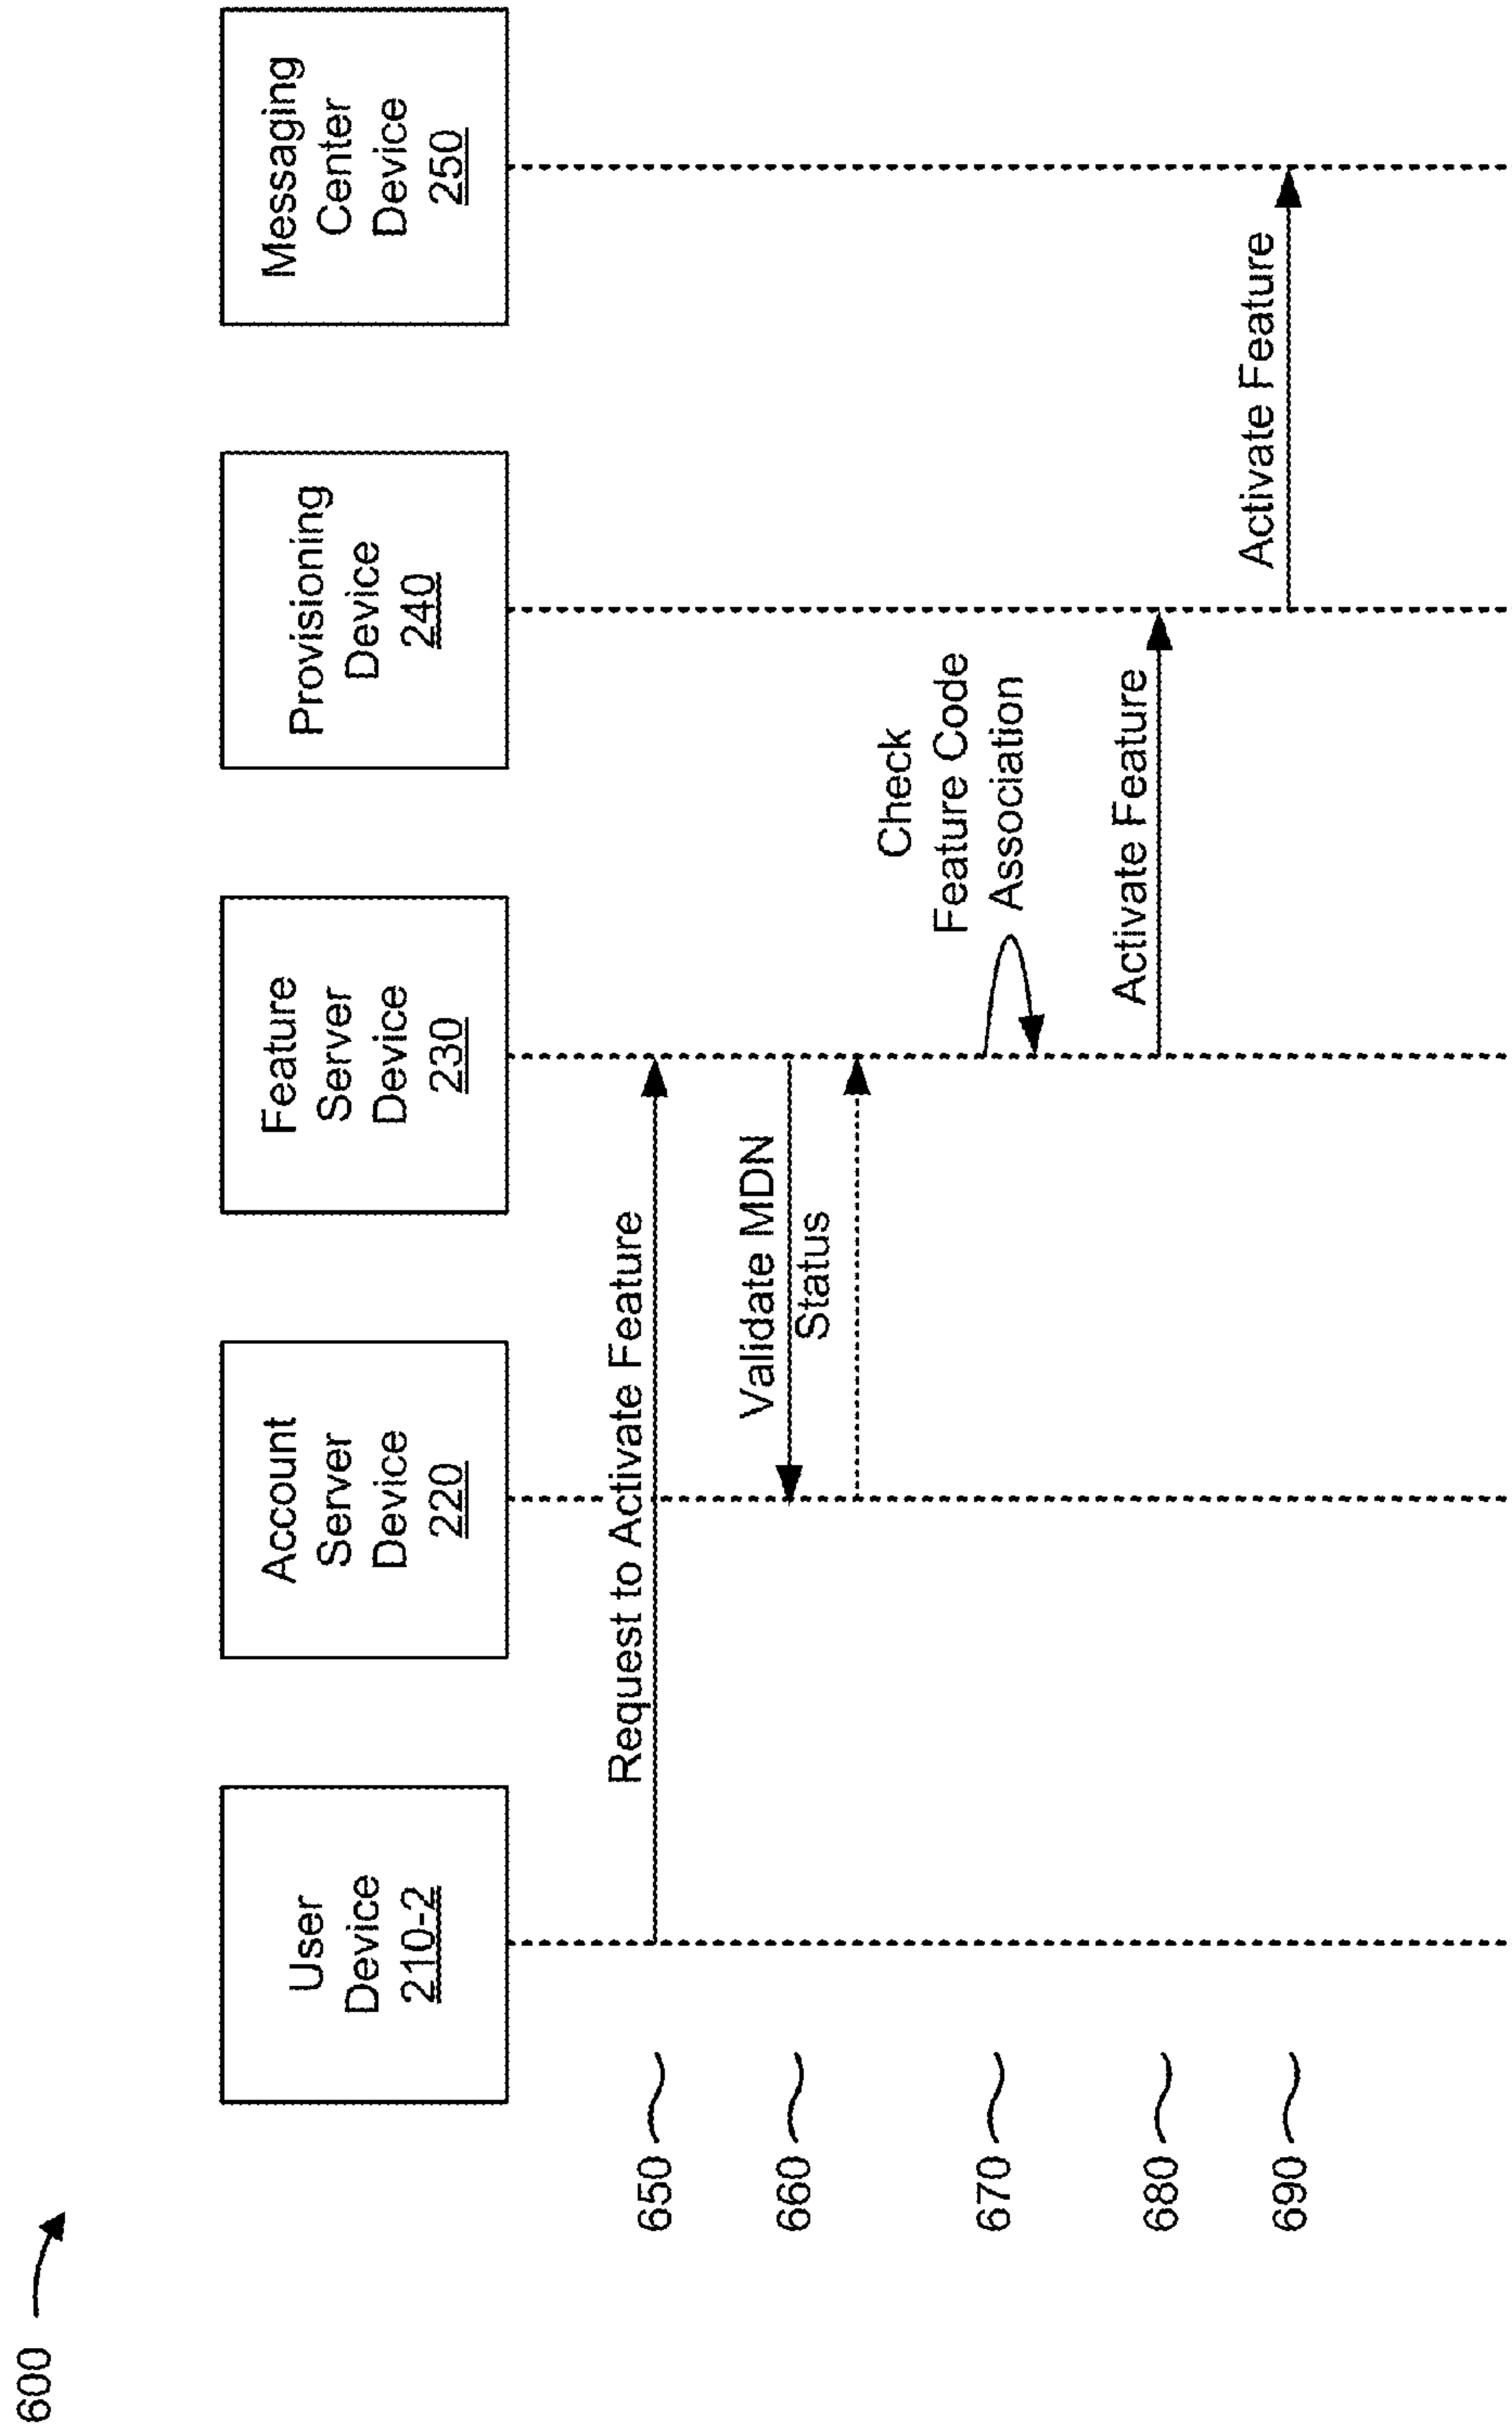 600
User
Device
210-2
Account
Server
Device
220
Feature
Server
Device
230
Provisioning
Device
240
Messaging
Center
Device
250
650
Request to Activate Feature
660
Validate MDN
Status
670
Check
Feature Code
Association
680
Activate Feature
690
Activate Feature